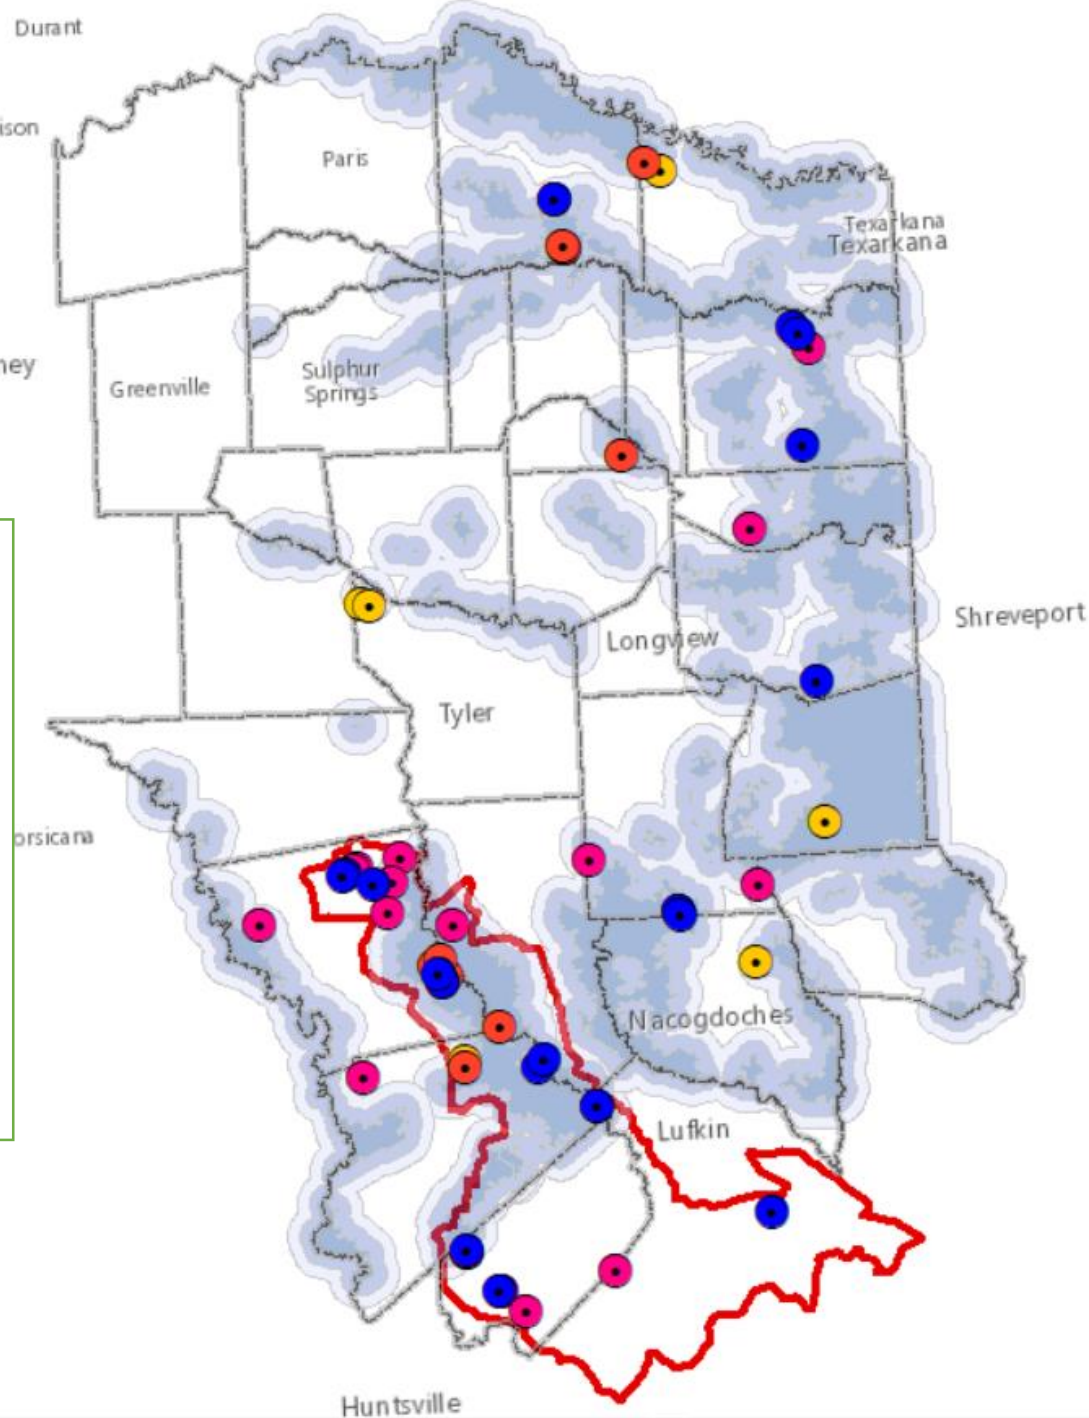 Durant
ison
Paris
Texarkana
Texarkana
ney
Greenville
Sulphur
Springs
Longview
Shreveport
Tyler
orsicana
Nacogdoches
Lufkin
Huntsville